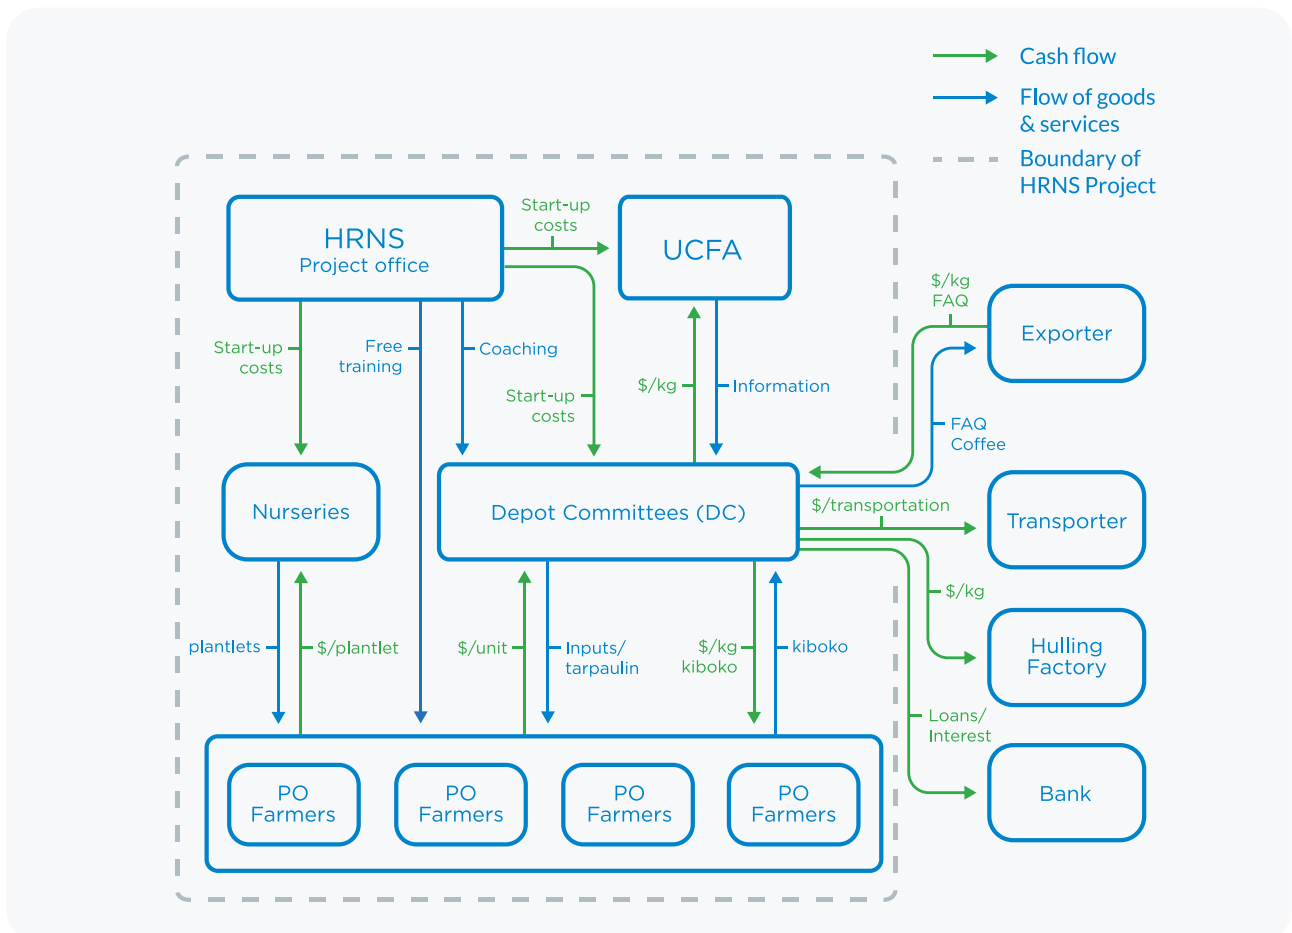 Cash flow
Flow of goods
& services
Boundary of
HRNS Project
HRNS
Project office
Start-up
costs
UCFA
$/kg
FAQ
Exporter
Start-up
costs
Free
training
Coaching
Start-up
costs
$/kg
Information
FAQ
Coffee
Nurseries
Depot Committees (DC)
$/transportation
Transporter
$/kg
plantlets
$/plantlet
$/unit
Inputs/
tarpaulin
$/kg
kiboko
kiboko
Hulling
Factory
Loans/
Interest
Bank
PO
Farmers
PO
Farmers
PO
Farmers
PO
Farmers